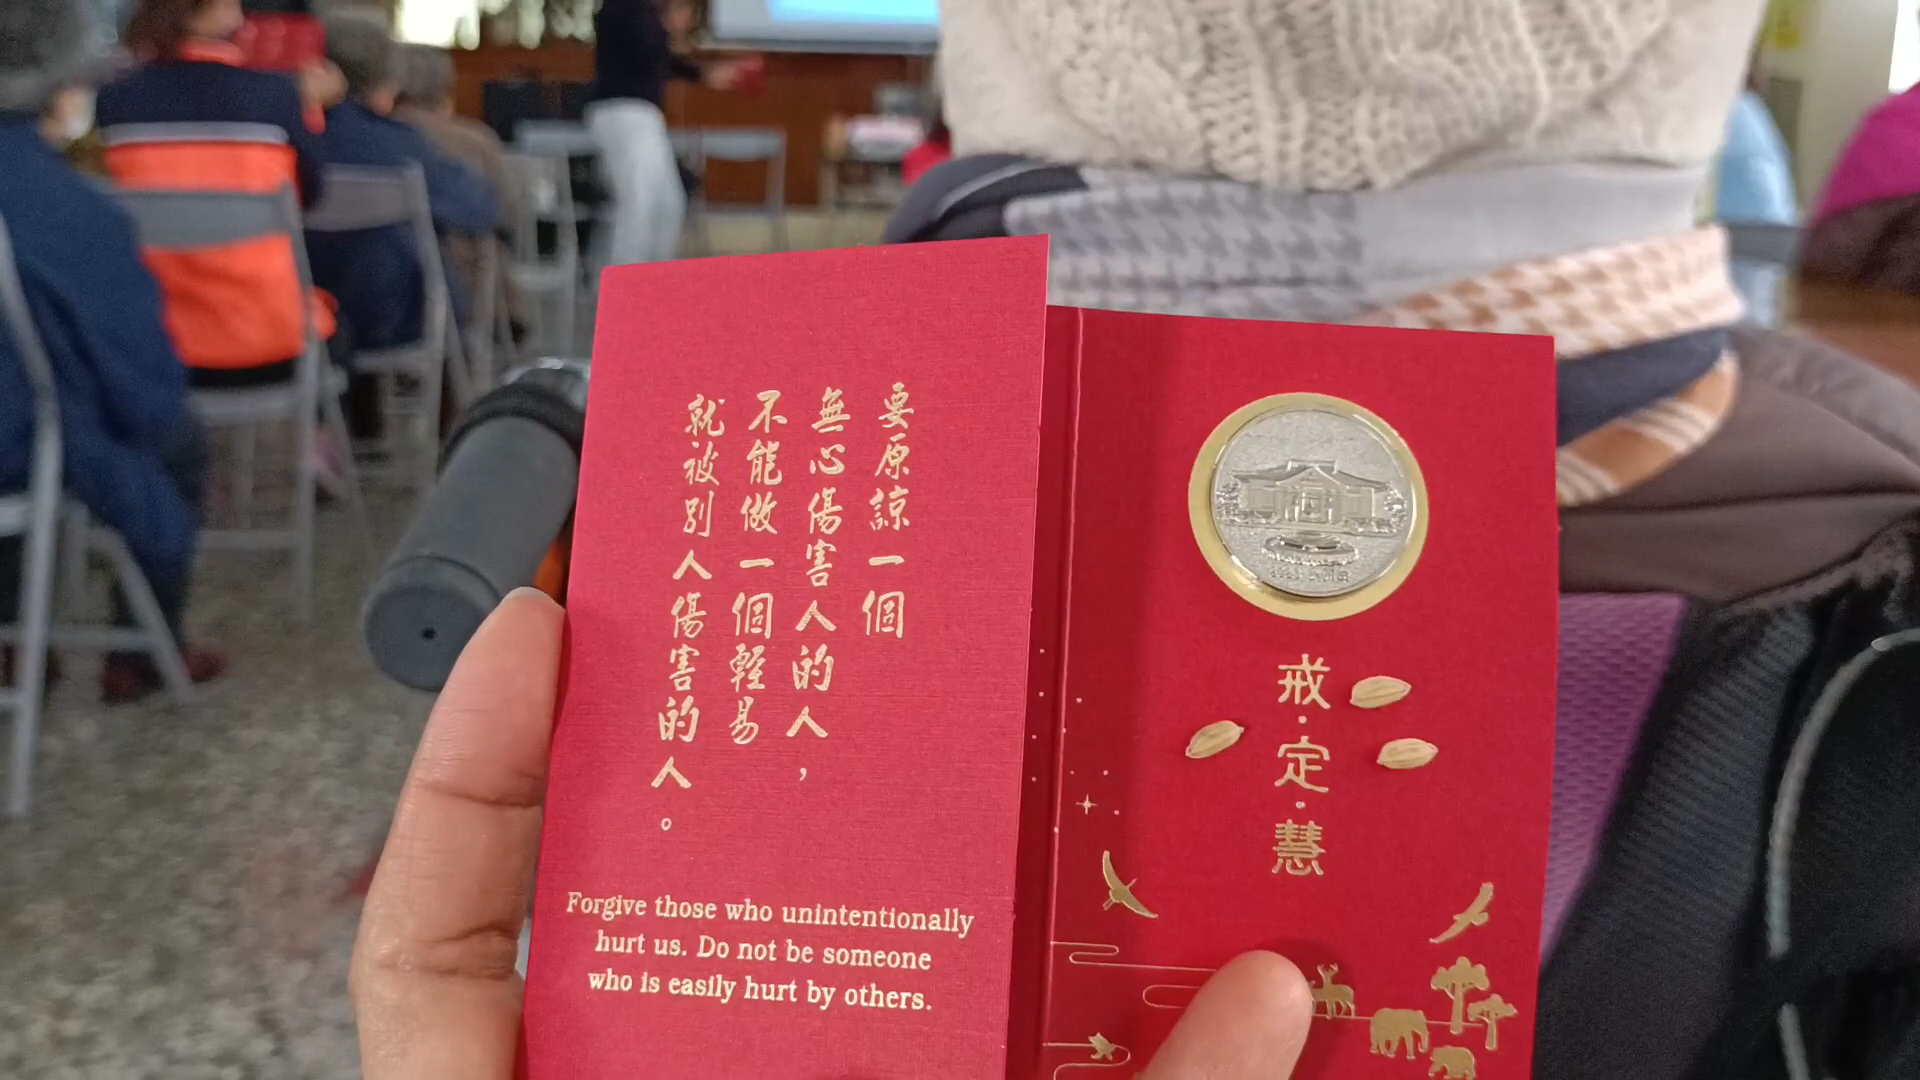 要原諒一個
無心傷害人的人，
不能做一個輕易
就被別人傷害的人。
Forgive those who unintentionally
hurt us. Do not be someone
who is easily hurt by others.
戒·定·慧